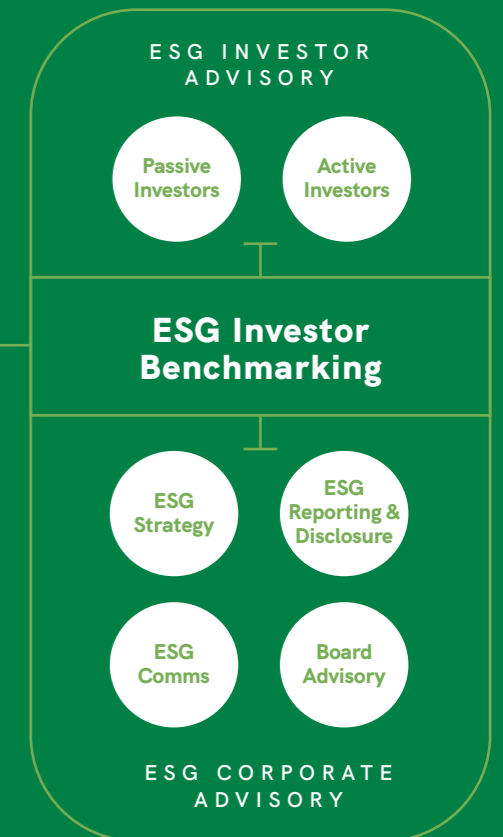 ESG INVESTOR
ADVISORY
Passive
Investors
Active
Investors
ESG Investor
Benchmarking
ESG
Strategy
ESG
Reporting &
Disclosure
ESG
Comms
Board
Advisory
ESG CORPORATE
ADVISORY